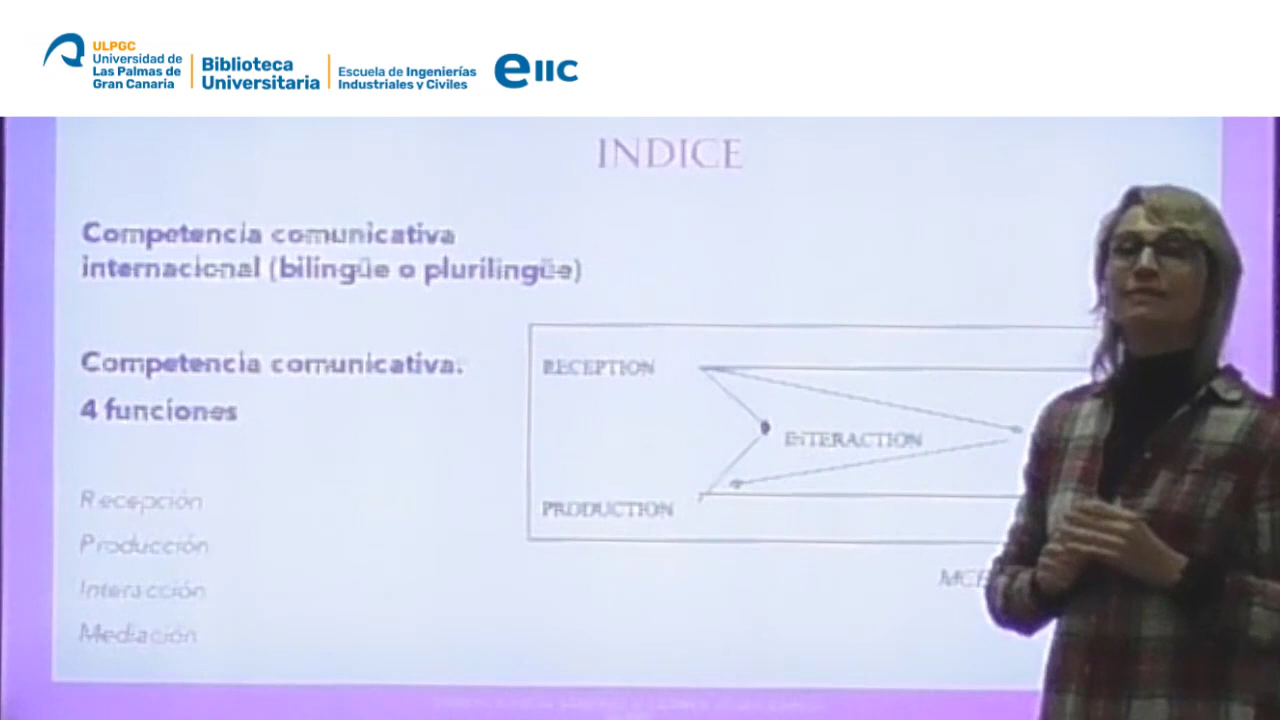 ULPGC
Universidad de
Las Palmas de
Gran Canaria
Biblioteca
Universitaria
Escuela de Ingenierías
Industriales y Civiles
eiic
INDICE
Competencia comunicativa
internacional (bilingüe o plurilingüe)
Competencia comunicativa:
4 funciones
RECEPTION
INTERACTION
PRODUCTION
Recepción
Producción
Interacción
Mediación